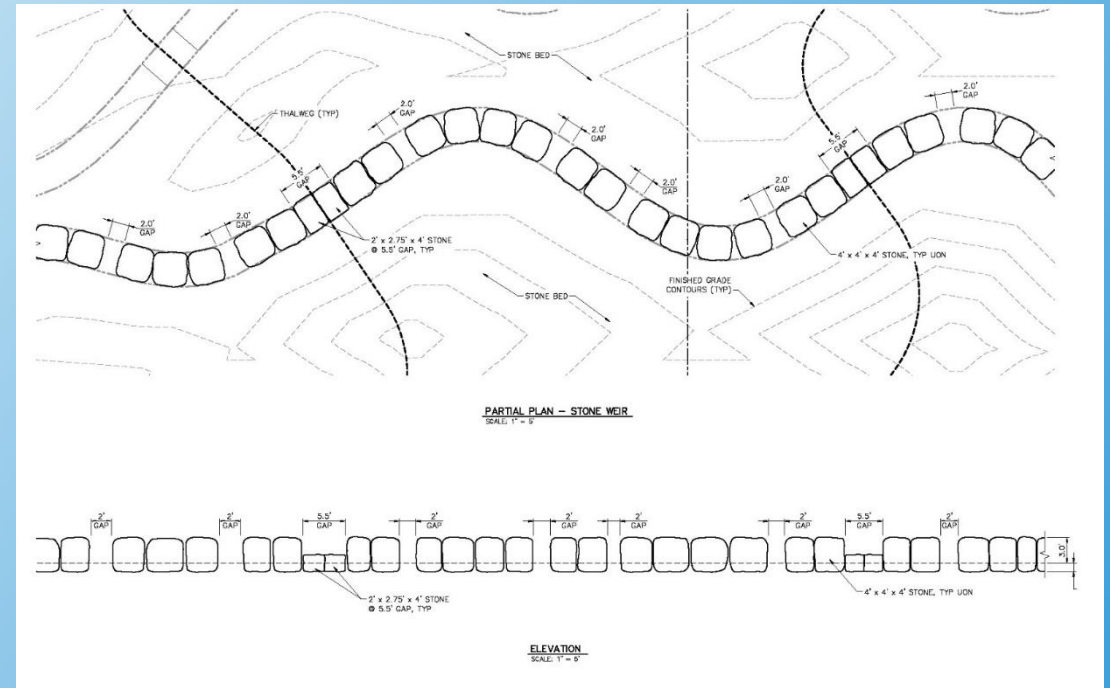 STONE BED
2.0'
GAP
2.0'
GAP
THALWEG (TYP)
2.0'
GAP
5.5'
GAP
5.5'
GAP
2.0'
GAP
2.0'
GAP
2.0'
GAP
2.0'
GAP
2' x 2.75' x 4' STONE
@ 5.5' GAP, TYP
4' x 4' x 4' STONE, TYP UON
FINISHED GRADE
CONTOURS (TYP)
STONE BED
PARTIAL PLAN - STONE WEIR
SCALE: 1" = 5'
2'
GAP
2'
GAP
5.5'
GAP
2'
GAP
2'
GAP
2'
GAP
2'
GAP
5.5'
GAP
2'
GAP
3.0'
2' x 2.75' x 4' STONE
@ 5.5' GAP, TYP
4' x 4' x 4' STONE, TYP UON
ELEVATION
SCALE: 1" = 5'